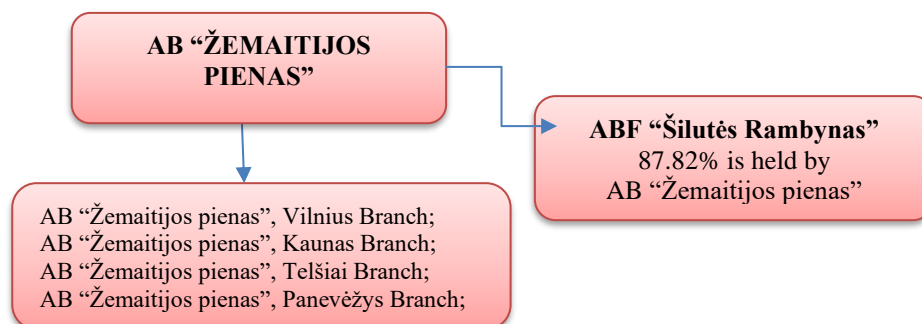 AB “ŽEMAITIJOS
PIENAS”
ABF “Šilutės Rambynas”
87.82% is held by
AB “Žemaitijos pienas”
AB “Žemaitijos pienas”, Vilnius Branch;
AB “Žemaitijos pienas”, Kaunas Branch;
AB “Žemaitijos pienas”, Telšiai Branch;
AB “Žemaitijos pienas”, Panevėžys Branch;